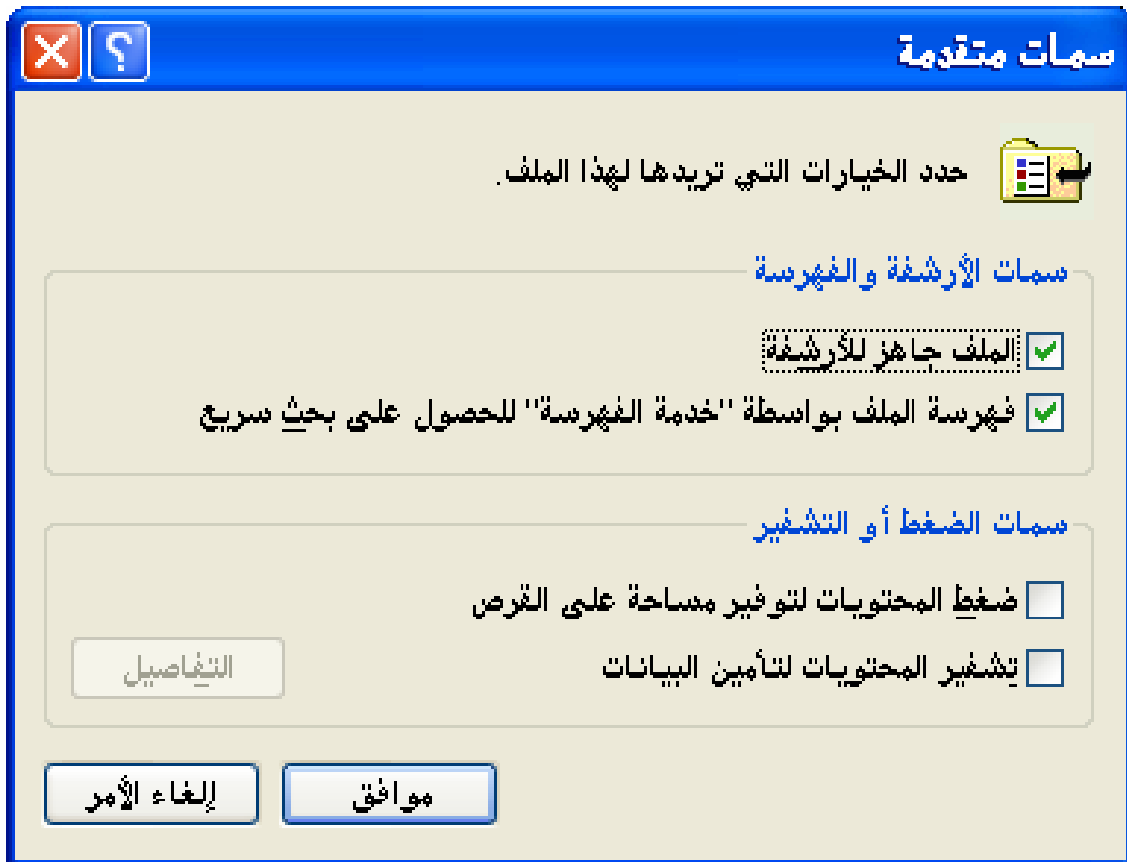 سمات متقدمة
حدد الخيارات التي تريدها لهذا الملف.
سمات الأرشفة والفهرسة
الملف جاهز للأرشفة
فهرسة الملف بواسطة "خدمة الفهرسة" للحصول على بحث سريع
سمات الضغط أو التشفير
ضغط المحتويات لتوفير مساحة على القرص
تشفير المحتويات لتأمين البيانات
التفاصيل
موافق
إلغاء الأمر